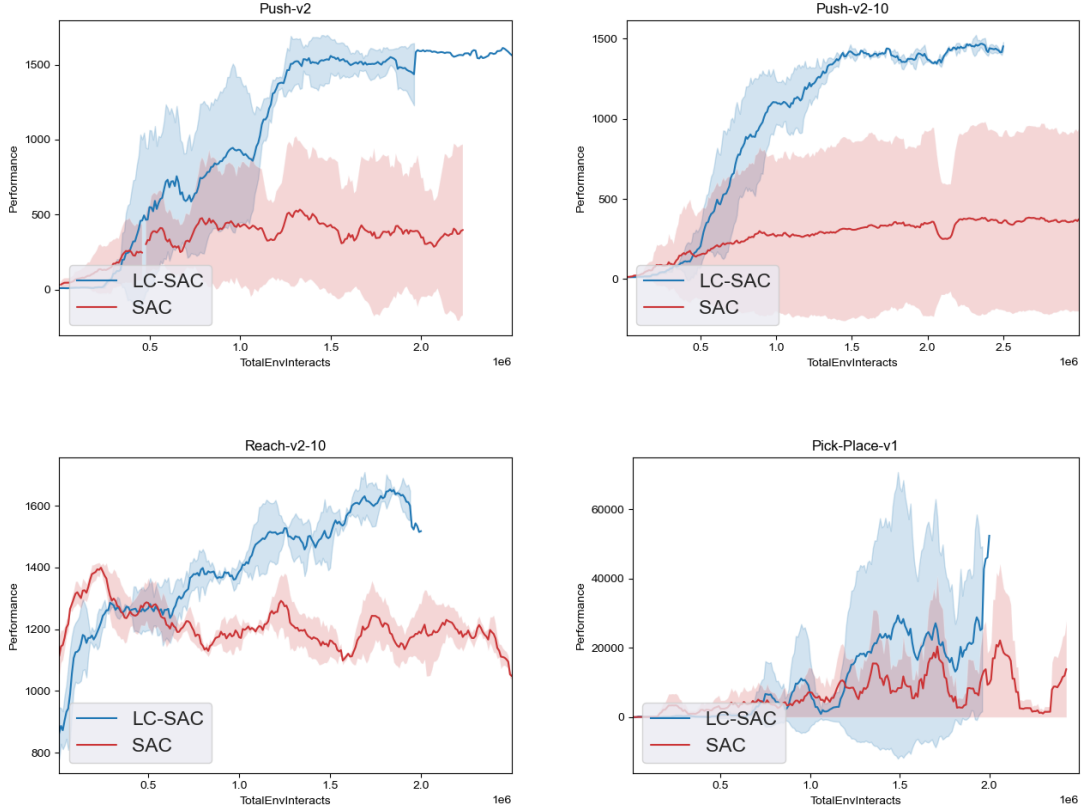 Push-v2
Performance
1500
1000
500
0
LC-SAC
SAC
0.5 1.0 1.5 2.0
TotalEnvInteracts
1e6
Push-v2-10
Performance
1500
1000
500
0
LC-SAC
SAC
0.5 1.0 1.5 2.0 2.5
TotalEnvInteracts
1e6
Reach-v2-10
Performance
1600
1400
1200
1000
800
LC-SAC
SAC
0.5 1.0 1.5 2.0
TotalEnvInteracts
1e6
Pick-Place-v1
Performance
60000
40000
20000
0
LC-SAC
SAC
0.5 1.0 1.5 2.0
TotalEnvInteracts
1e6